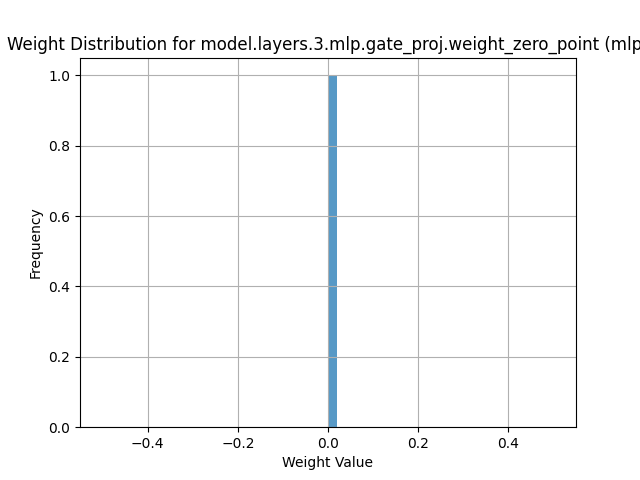 Weight Distribution for model.layers.3.mlp.gate_proj.weight_zero_point (mlp
1.0
0.8
0.6
0.4
0.2
0.0
Frequency
−0.4 −0.2 0.0 0.2 0.4
Weight Value